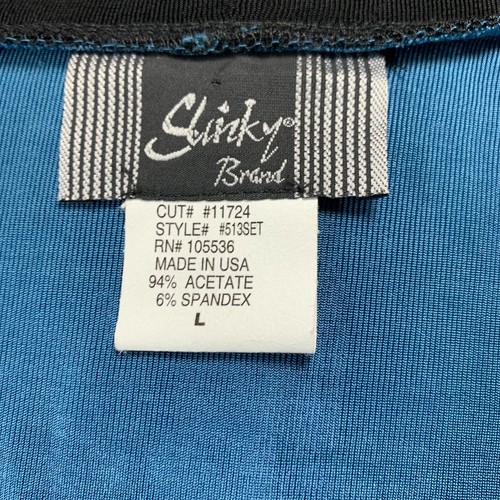 Slinky®
Brand
CUT# #11724
STYLE# #513SET
RN# 105536
MADE IN USA
94% ACETATE
6% SPANDEX
L